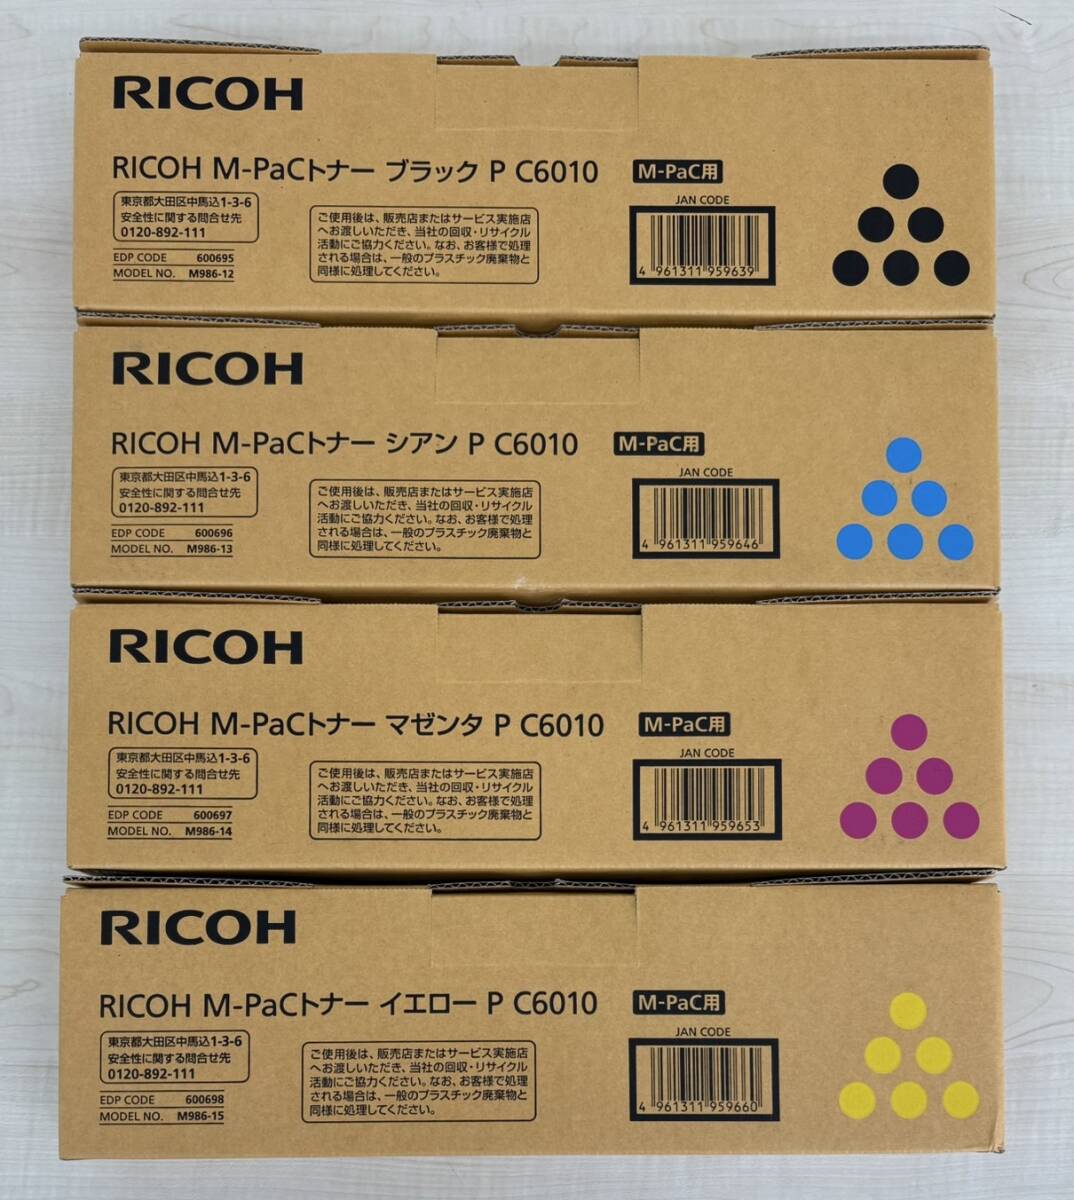 RICOH
RICOH M-PaCトナー ブラック P C6010 M-PaC用
JAN CODE
東京都大田区中馬込1-3-6
安全性に関する問合せ先
0120-892-111
EDP CODE 600695
MODEL NO. M986-12
ご使用後は、販売店またはサービス実施店
へお渡しいただき、当社の回収・リサイクル
活動にご協力ください。なお、お客様で処理
される場合は、一般のプラスチック廃棄物と
同様に処理してください。
4 961311 959639
RICOH
RICOH M-PaCトナー シアン P C6010 M-PaC用
JAN CODE
東京都大田区中馬込1-3-6
安全性に関する問合せ先
0120-892-111
EDP CODE 600696
MODEL NO. M986-13
ご使用後は、販売店またはサービス実施店
へお渡しいただき、当社の回収・リサイクル
活動にご協力ください。なお、お客様で処理
される場合は、一般のプラスチック廃棄物と
同様に処理してください。
4 961311 959646
RICOH
RICOH M-PaCトナー マゼンタ P C6010 M-PaC用
JAN CODE
東京都大田区中馬込1-3-6
安全性に関する問合せ先
0120-892-111
EDP CODE 600697
MODEL NO. M986-14
ご使用後は、販売店またはサービス実施店
へお渡しいただき、当社の回収・リサイクル
活動にご協力ください。なお、お客様で処理
される場合は、一般のプラスチック廃棄物と
同様に処理してください。
4 961311 959653
RICOH
RICOH M-PaCトナー イエロー P C6010 M-PaC用
JAN CODE
東京都大田区中馬込1-3-6
安全性に関する問合せ先
0120-892-111
EDP CODE 600698
MODEL NO. M986-15
ご使用後は、販売店またはサービス実施店
へお渡しいただき、当社の回収・リサイクル
活動にご協力ください。なお、お客様で処理
される場合は、一般のプラスチック廃棄物と
同様に処理してください。
4 961311 959660